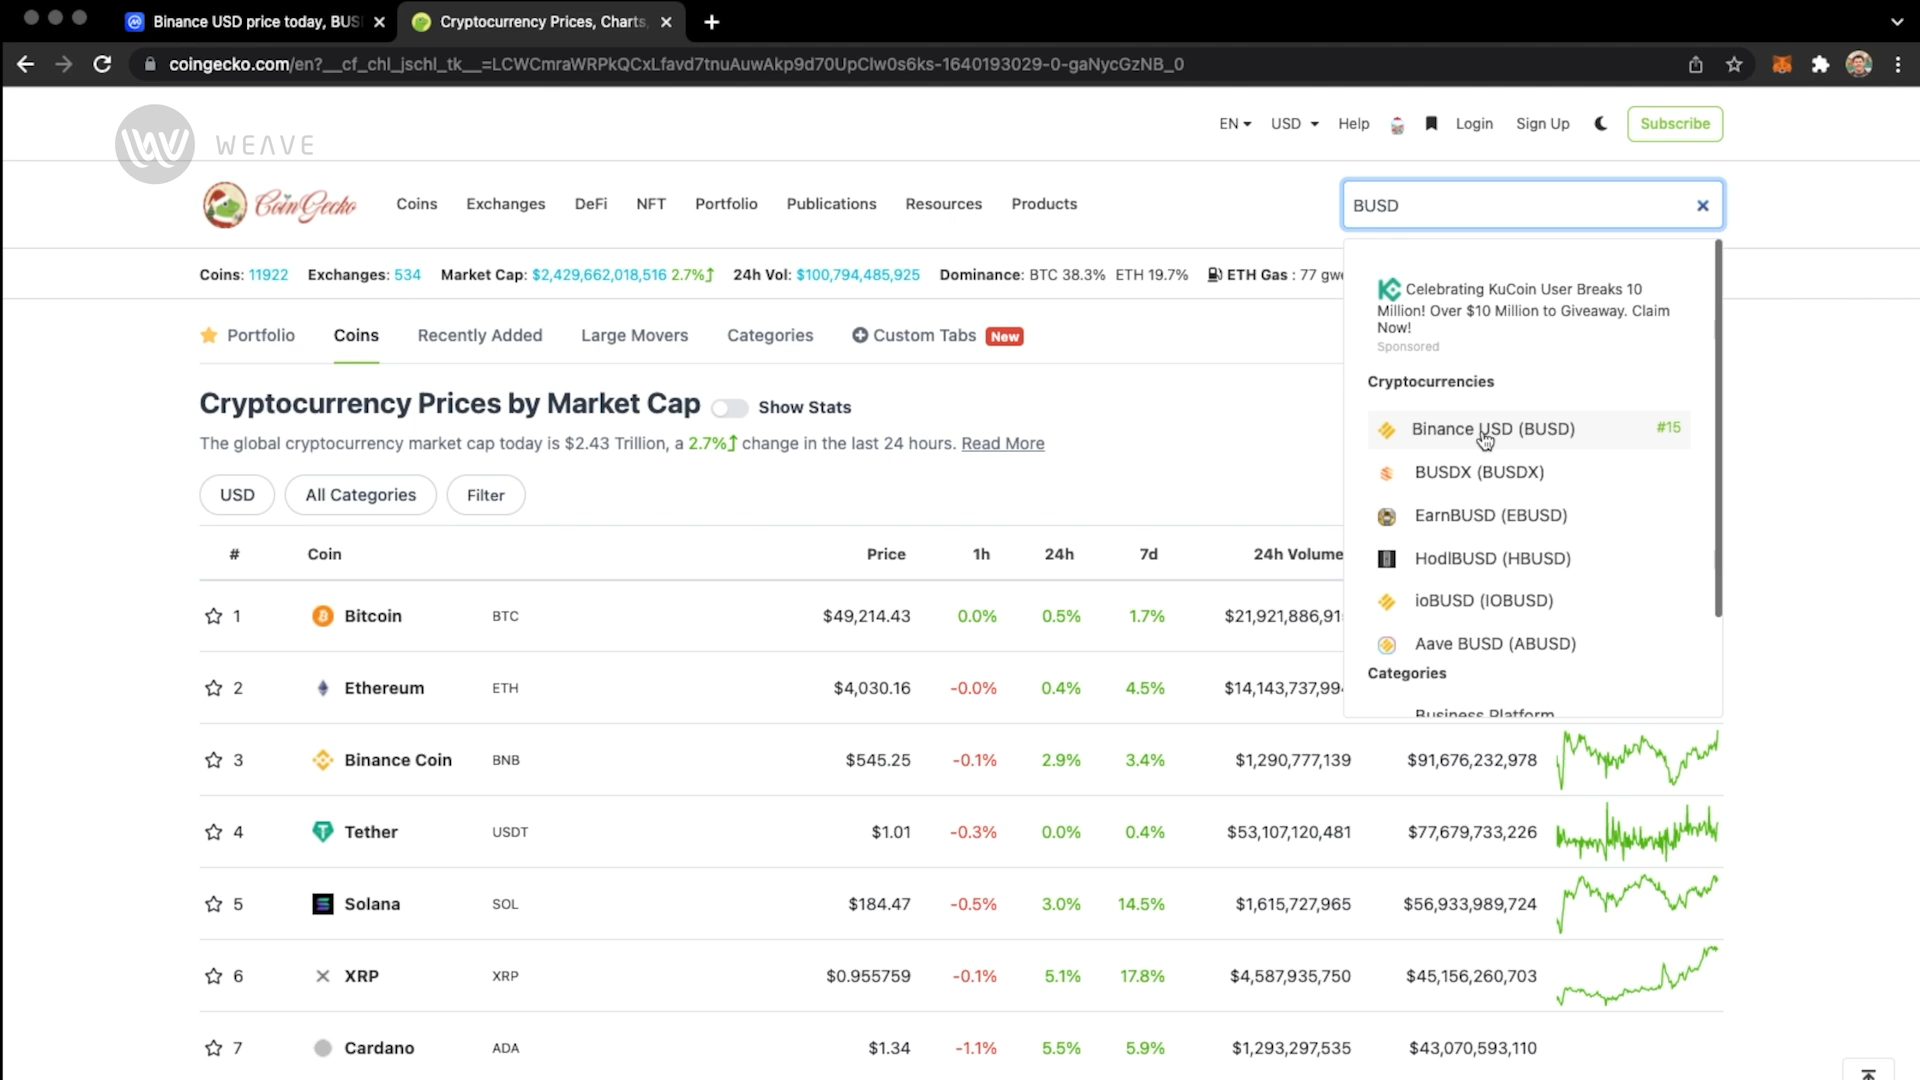 Binance USD price today, BUS
Cryptocurrency Prices, Charts,
coingecko.com/en?__cf_chl_jschl_tk__=LCWCmraWRPkQCxLfavd7tnuAuwAkp9d70UpClw0s6ks-1640193029-0-gaNycGzNB_0
WEAVE
EN USD Help Login Sign Up Subscribe
CoinGecko Coins Exchanges DeFi NFT Portfolio Publications Resources Products BUSD
Coins: 11922 Exchanges: 534 Market Cap: $2,429,662,018,516 2.7% 24h Vol: $100,794,485,925 Dominance: BTC 38.3% ETH 19.7% ETH Gas : 77
Celebrating KuCoin User Breaks 10
Million! Over $10 Million to Giveaway. Claim
Now!
Sponsored
Cryptocurrencies
Binance USD (BUSD) #15
BUSDX (BUSDX)
EarnBUSD (EBUSD)
HodlBUSD (HBUSD)
ioBUSD (IOBUSD)
Aave BUSD (ABUSD)
Categories
Business Platform
Portfolio Coins Recently Added Large Movers Categories Custom Tabs New
Cryptocurrency Prices by Market Cap Show Stats
The global cryptocurrency market cap today is $2.43 Trillion, a 2.7% change in the last 24 hours. Read More
USD All Categories Filter
# Coin Price 1h 24h 7d 24h Volume
1 Bitcoin BTC $49,214.43 0.0% 0.5% 1.7% $21,921,886,91
2 Ethereum ETH $4,030.16 -0.0% 0.4% 4.5% $14,143,737,99
3 Binance Coin BNB $545.25 -0.1% 2.9% 3.4% $1,290,777,139 $91,676,232,978
4 Tether USDT $1.01 -0.3% 0.0% 0.4% $53,107,120,481 $77,679,733,226
5 Solana SOL $184.47 -0.5% 3.0% 14.5% $1,615,727,965 $56,933,989,724
6 XRP XRP $0.955759 -0.1% 5.1% 17.8% $4,587,935,750 $45,156,260,703
7 Cardano ADA $1.34 -1.1% 5.5% 5.9% $1,293,297,535 $43,070,593,110